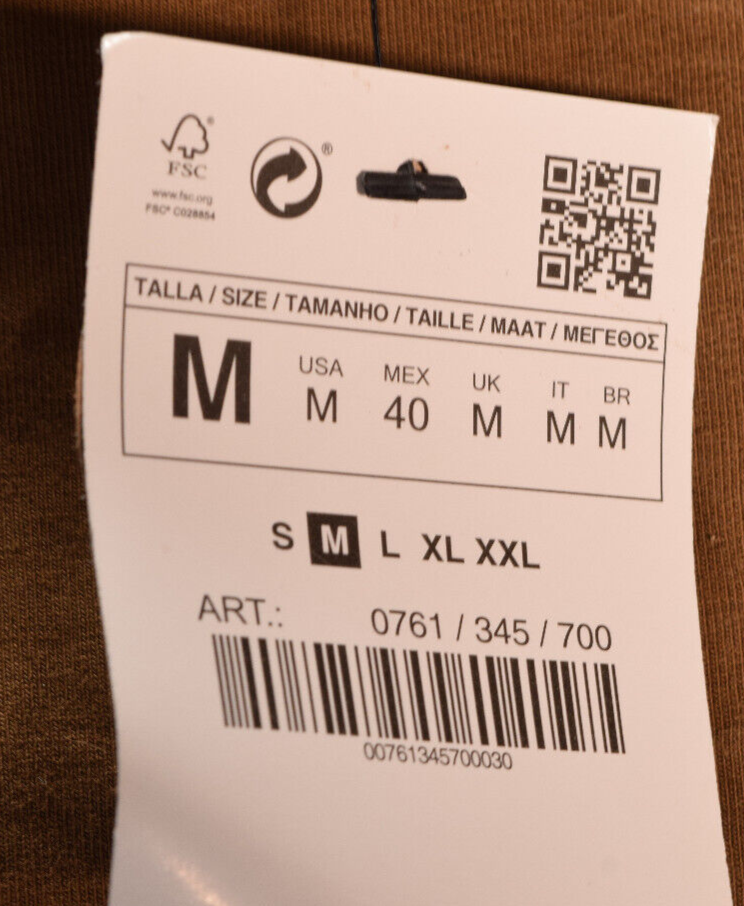 FSC
www.fsc.org
FSC® C028854
TALLA / SIZE / TAMANHO / TAILLE / MAAT / ΜΕΓΕΘΟΣ
M
USA MEX UK IT BR
M 40 M M M
S M L XL XXL
ART.: 0761 / 345 / 700
00761345700030